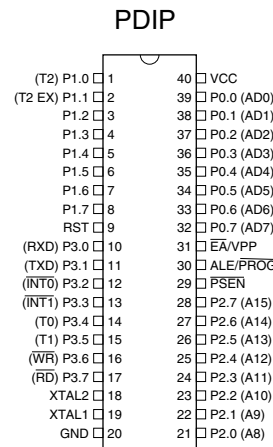 PDIP
(T2) P1.0 1 40 VCC
(T2 EX) P1.1 2 39 P0.0 (AD0)
P1.2 3 38 P0.1 (AD1)
P1.3 4 37 P0.2 (AD2)
P1.4 5 36 P0.3 (AD3)
P1.5 6 35 P0.4 (AD4)
P1.6 7 34 P0.5 (AD5)
P1.7 8 33 P0.6 (AD6)
RST 9 32 P0.7 (AD7)
(RXD) P3.0 10 31 E̅A̅/VPP
(TXD) P3.1 11 30 ALE/P̅R̅O̅G̅
(I̅N̅T̅0̅) P3.2 12 29 P̅S̅E̅N̅
(I̅N̅T̅1̅) P3.3 13 28 P2.7 (A15)
(T0) P3.4 14 27 P2.6 (A14)
(T1) P3.5 15 26 P2.5 (A13)
(W̅R̅) P3.6 16 25 P2.4 (A12)
(R̅D̅) P3.7 17 24 P2.3 (A11)
XTAL2 18 23 P2.2 (A10)
XTAL1 19 22 P2.1 (A9)
GND 20 21 P2.0 (A8)